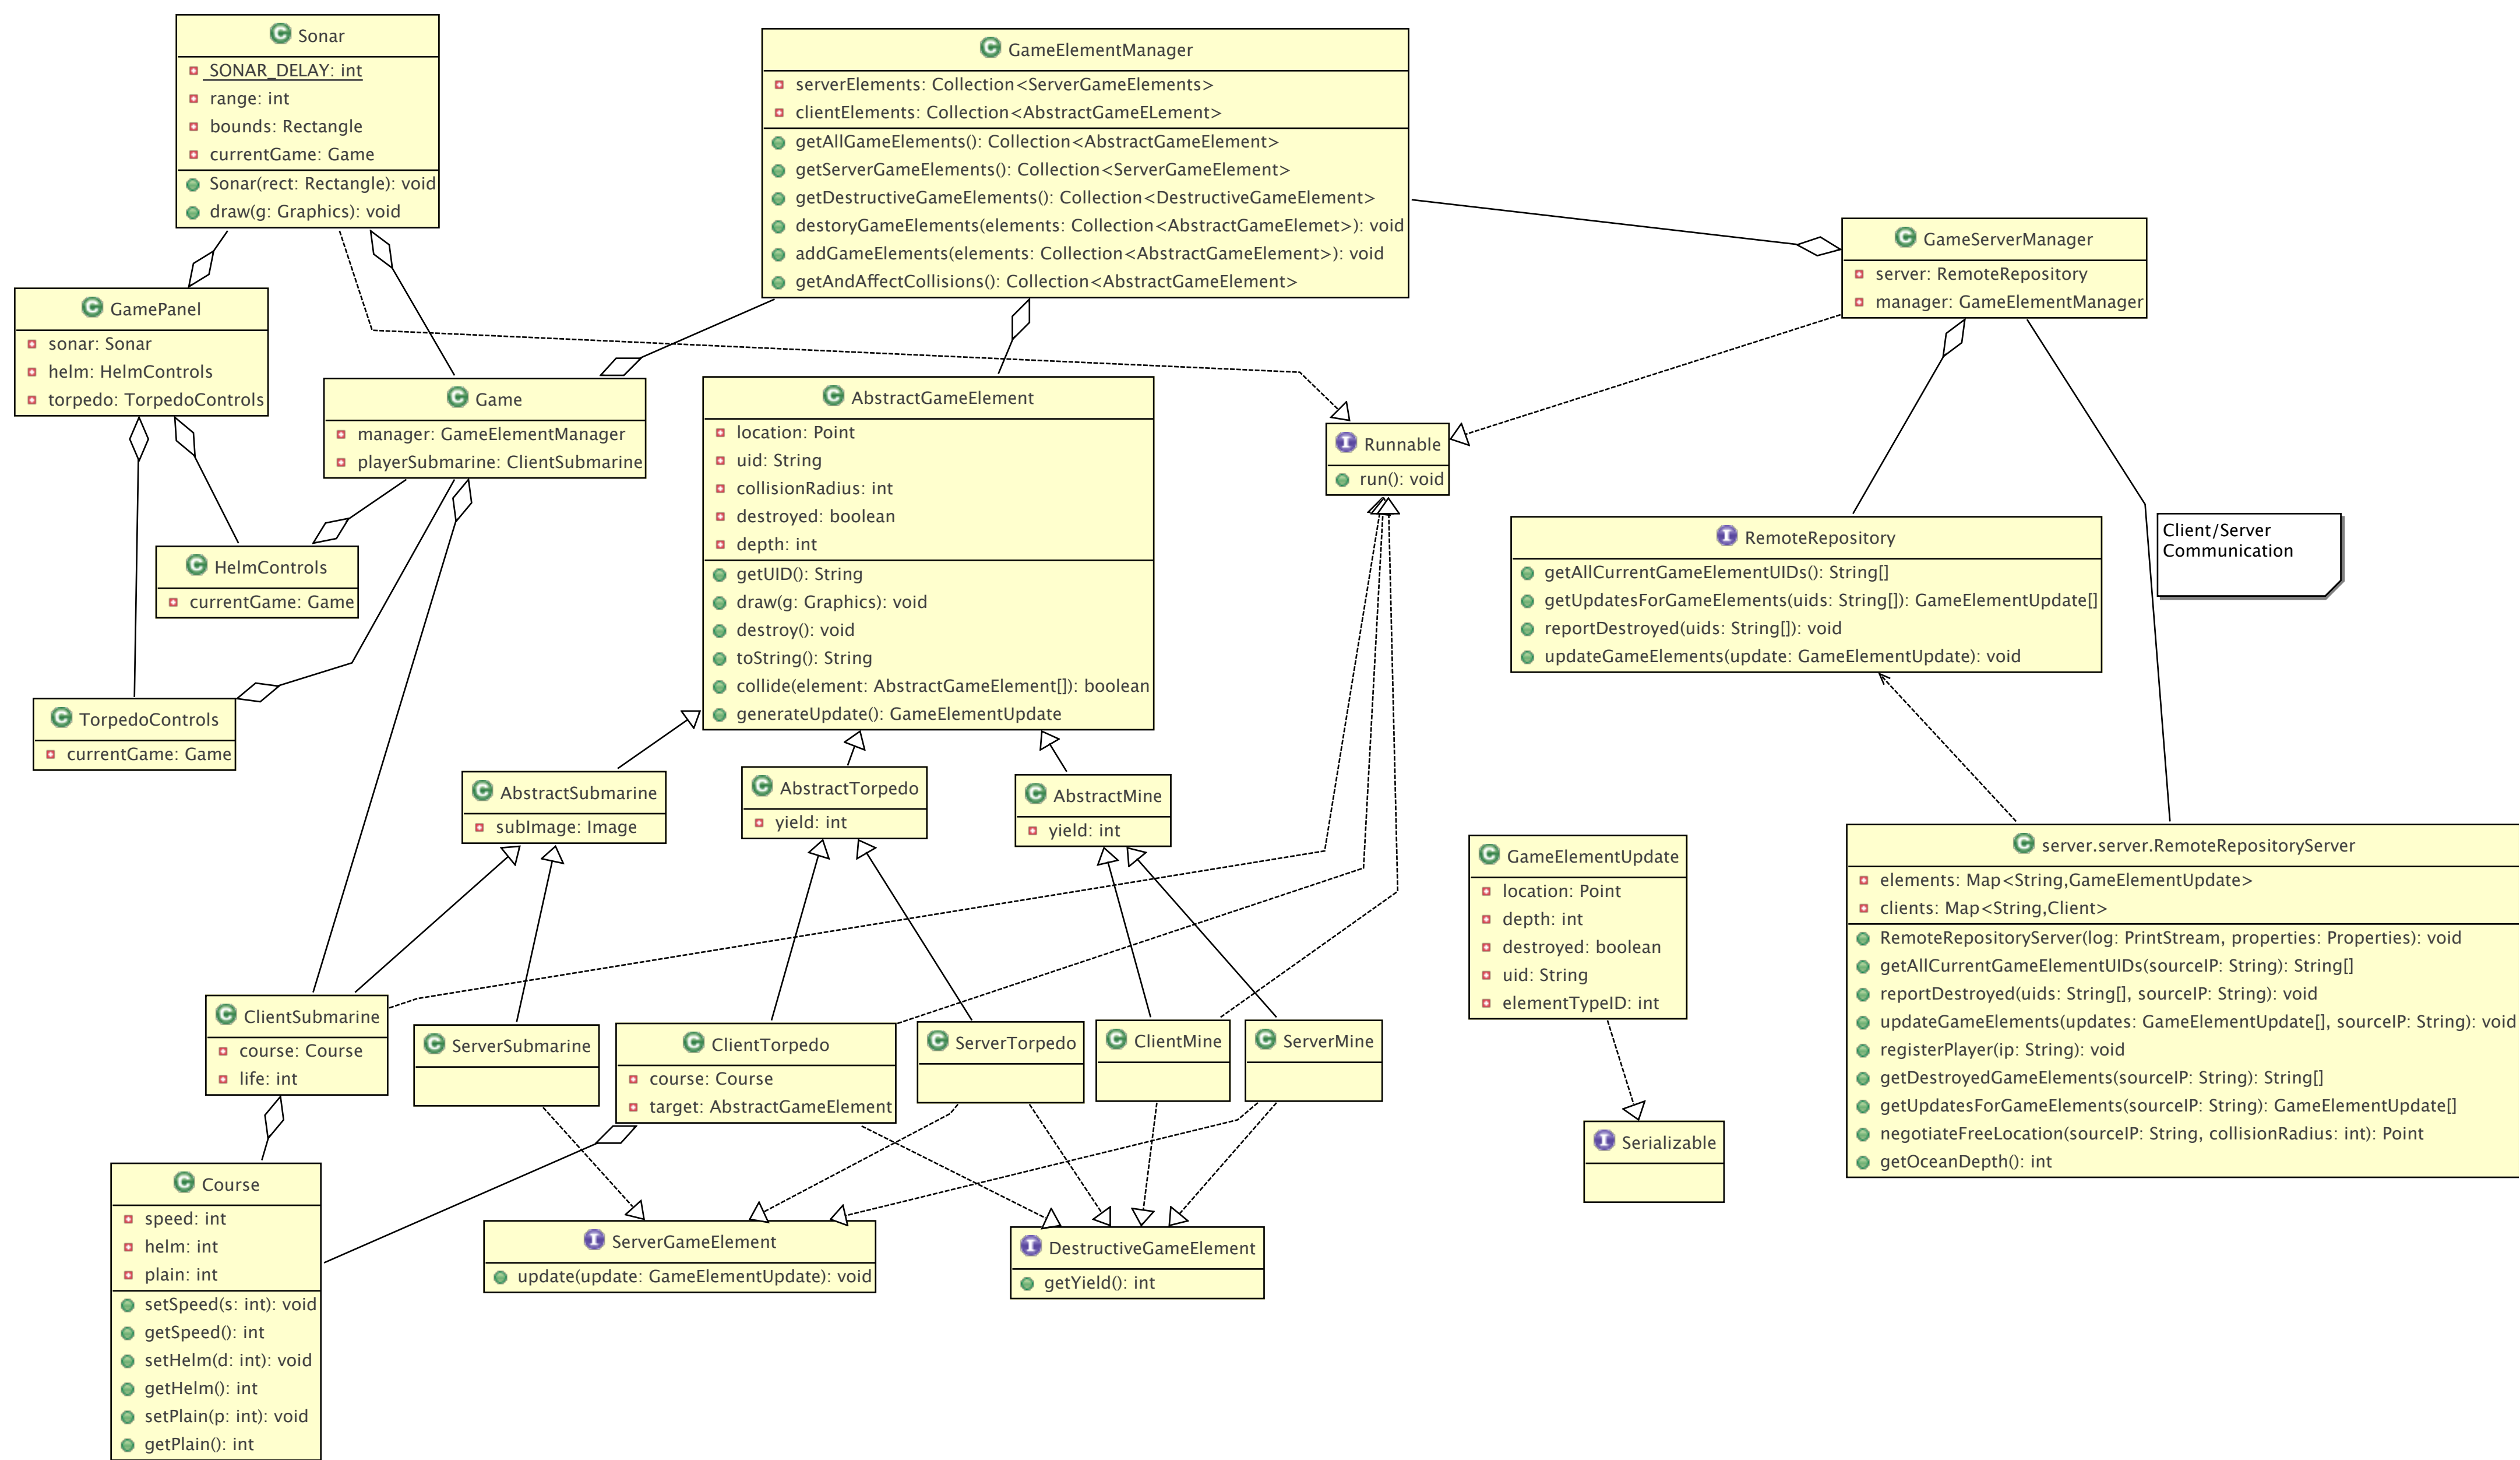 Sonar
SONAR_DELAY: int
range: int
bounds: Rectangle
currentGame: Game
Sonar(rect: Rectangle): void
draw(g: Graphics): void
GameElementManager
serverElements: Collection<ServerGameElements>
clientElements: Collection<AbstractGameELement>
getAllGameElements(): Collection<AbstractGameElement>
getServerGameElements(): Collection<ServerGameElement>
getDestructiveGameElements(): Collection<DestructiveGameElement>
destoryGameElements(elements: Collection<AbstractGameElemet>): void
addGameElements(elements: Collection<AbstractGameElement>): void
getAndAffectCollisions(): Collection<AbstractGameElement>
GameServerManager
server: RemoteRepository
manager: GameElementManager
GamePanel
sonar: Sonar
helm: HelmControls
torpedo: TorpedoControls
Game
manager: GameElementManager
playerSubmarine: ClientSubmarine
AbstractGameElement
location: Point
uid: String
collisionRadius: int
destroyed: boolean
depth: int
getUID(): String
draw(g: Graphics): void
destroy(): void
toString(): String
collide(element: AbstractGameElement[]): boolean
generateUpdate(): GameElementUpdate
Runnable
run(): void
RemoteRepository
getAllCurrentGameElementUIDs(): String[]
getUpdatesForGameElements(uids: String[]): GameElementUpdate[]
reportDestroyed(uids: String[]): void
updateGameElements(update: GameElementUpdate): void
Client/Server
Communication
HelmControls
currentGame: Game
TorpedoControls
currentGame: Game
AbstractSubmarine
subImage: Image
AbstractTorpedo
yield: int
AbstractMine
yield: int
GameElementUpdate
location: Point
depth: int
destroyed: boolean
uid: String
elementTypeID: int
server.server.RemoteRepositoryServer
elements: Map<String,GameElementUpdate>
clients: Map<String,Client>
RemoteRepositoryServer(log: PrintStream, properties: Properties): void
getAllCurrentGameElementUIDs(sourceIP: String): String[]
reportDestroyed(uids: String[], sourceIP: String): void
updateGameElements(updates: GameElementUpdate[], sourceIP: String): void
registerPlayer(ip: String): void
getDestroyedGameElements(sourceIP: String): String[]
getUpdatesForGameElements(sourceIP: String): GameElementUpdate[]
negotiateFreeLocation(sourceIP: String, collisionRadius: int): Point
getOceanDepth(): int
ClientSubmarine
course: Course
life: int
ServerSubmarine
ClientTorpedo
course: Course
target: AbstractGameElement
ServerTorpedo
ClientMine
ServerMine
Serializable
Course
speed: int
helm: int
plain: int
setSpeed(s: int): void
getSpeed(): int
setHelm(d: int): void
getHelm(): int
setPlain(p: int): void
getPlain(): int
ServerGameElement
update(update: GameElementUpdate): void
DestructiveGameElement
getYield(): int